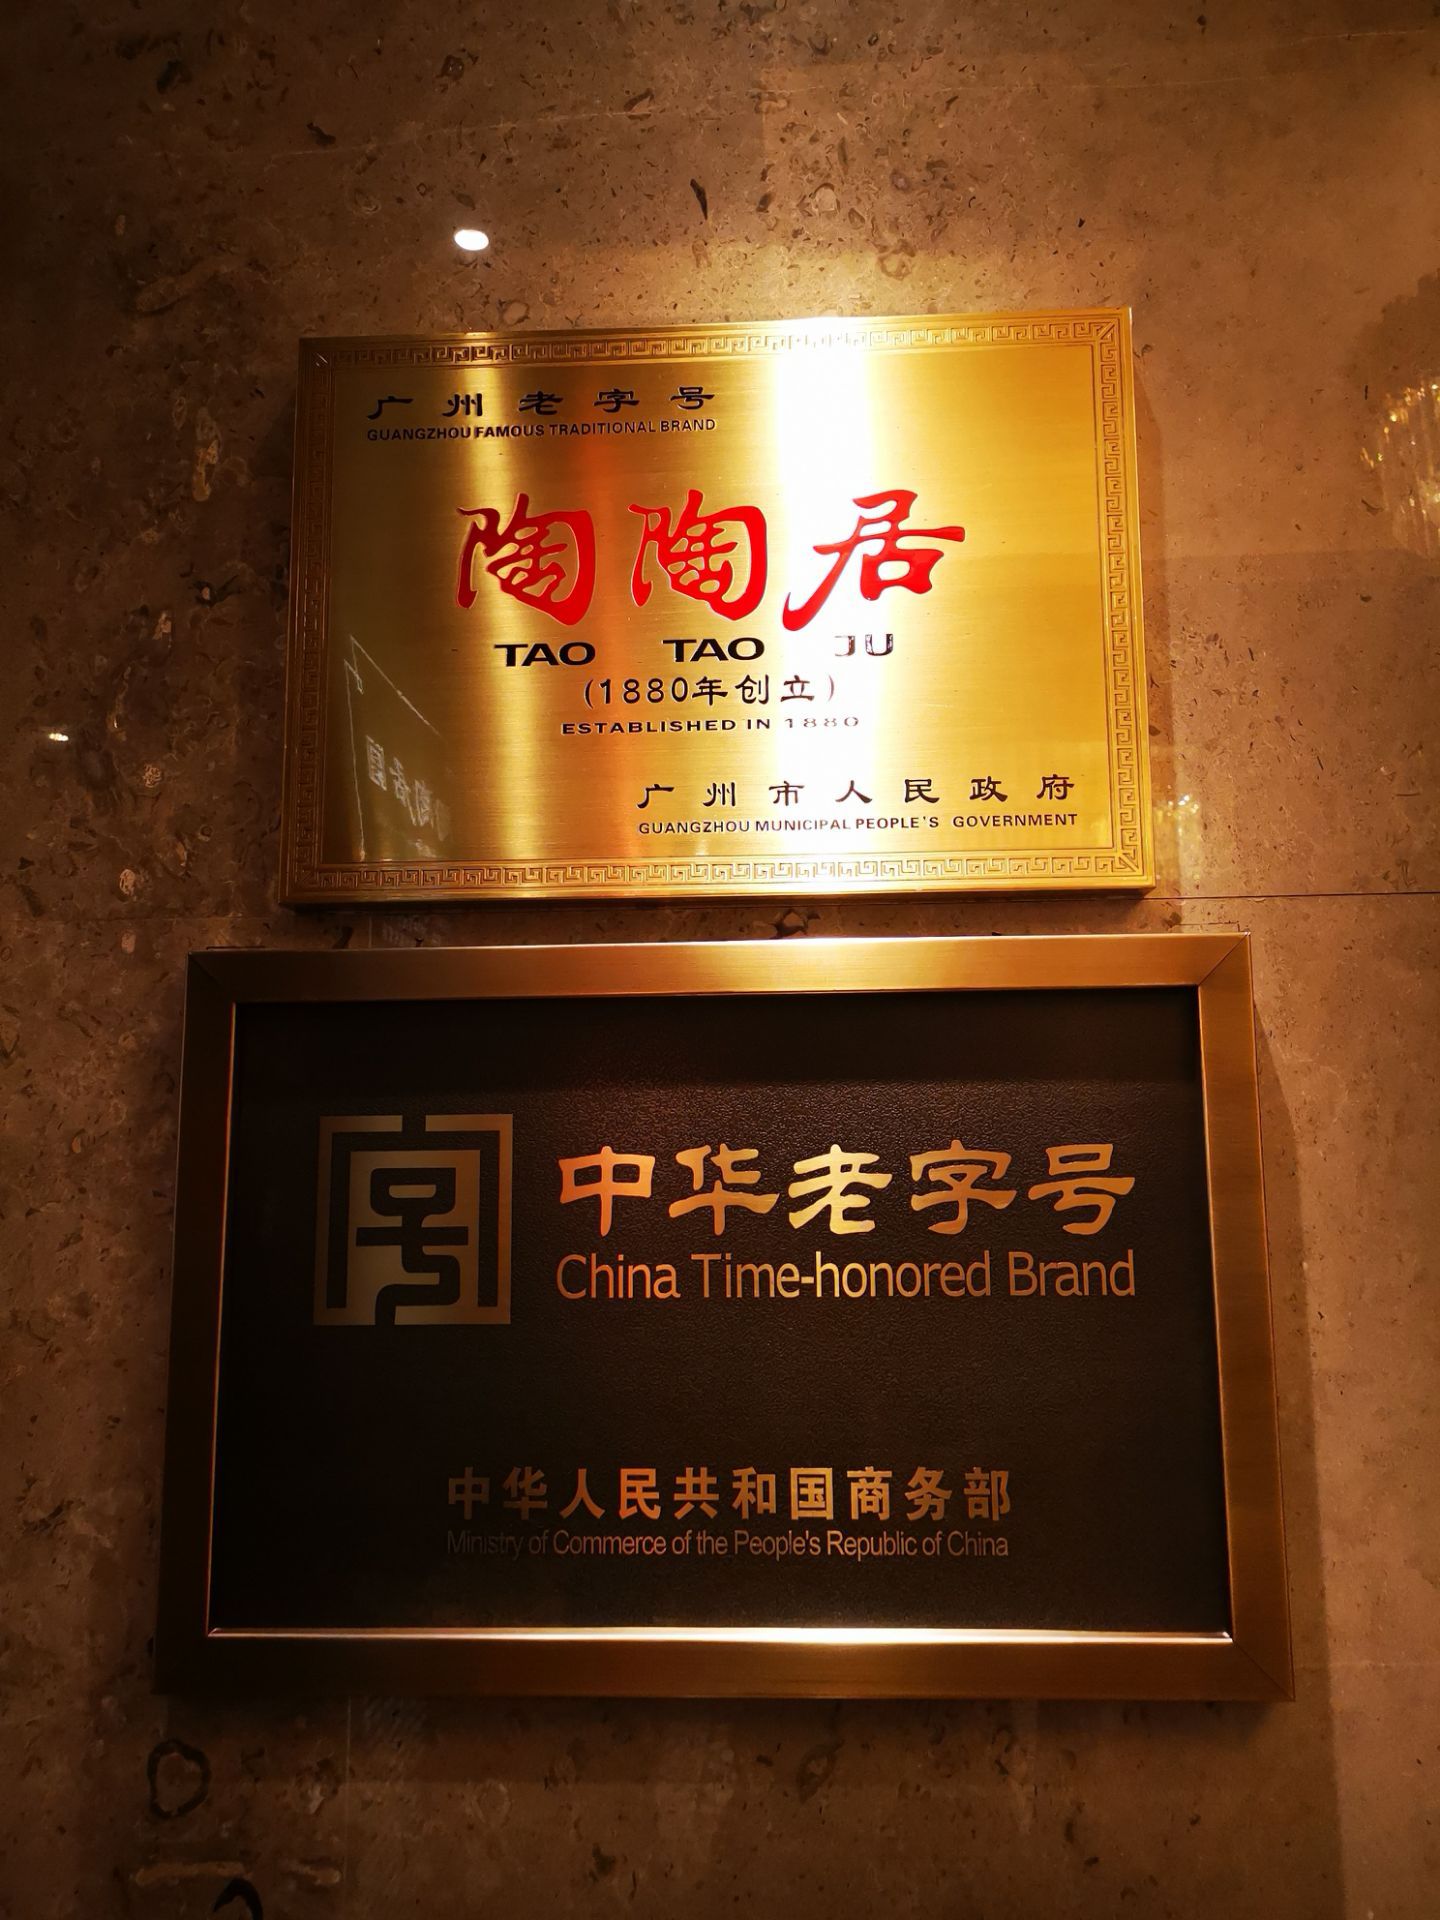 广州老字号
GUANGZHOU FAMOUS TRADITIONAL BRAND
陶陶居
TAO TAO JU
(1880年创立)
ESTABLISHED IN 1880
广州市人民政府
GUANGZHOU MUNICIPAL PEOPLE'S GOVERNMENT
号
中华老字号
China Time-honored Brand
中华人民共和国商务部
Ministry of Commerce of the People's Republic of China